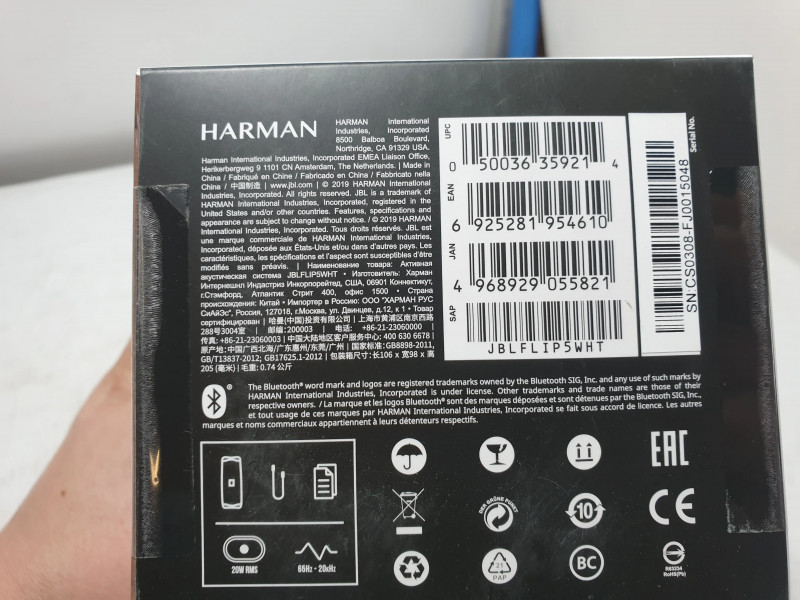 HARMAN
HARMAN International
Industries, Incorporated
8500 Balboa Boulevard,
Northridge, CA 91329 USA.
Harman International Industries, Incorporated EMEA Liaison Office,
Herikerbergweg 9 1101 CN Amsterdam, The Netherlands. | Made in
China / Fabriqué en Chine / Fabricado en China / Fabbricato nella
Cina / 中国制造 | www.jbl.com | © 2019 HARMAN International
Industries, Incorporated. All rights reserved. JBL is a trademark of
HARMAN International Industries, Incorporated, registered in the
United States and/or other countries. Features, specifications and
appearance are subject to change without notice. / © 2019 HARMAN
International Industries, Incorporated. Tous droits réservés. JBL est
une marque commerciale de HARMAN International Industries,
Incorporated, déposée aux États-Unis et/ou dans d'autres pays. Les
caractéristiques, les spécifications et l'aspect sont susceptibles d'être
modifiés sans préavis. | Наименование товара: Активная
акустическая система JBLFLIP5WHT • Изготовитель: Харман
Интернешнл Индастриз Инкорпорейтед, США, 06901 Коннектикут,
г.Стэмфорд, Атлантик Стрит 400, офис 1500 • Страна
происхождения: Китай • Импортер в Россию: ООО "ХАРМАН РУС
СиАйЭс", Россия, 127018, г.Москва, ул. Двинцев, д.12, к 1 • Товар
сертифицирован | 哈曼(中国)投资有限公司 | 上海市黄浦区南京西路
288号3004室 | 邮编:200003 | 电话: +86-21-23060000 |
传真: +86-21-23060003 | 中国大陆地区客服电话: 400 630 6678 |
原产地:中国广西北海/广东惠州/东莞/广州 | 国家标准:GB8898-2011,
GB/T13837-2012; GB17625.1-2012 | 包装箱尺寸: 长106 x 宽98 x 高
205 (毫米) | 毛重: 0.74 公斤
UPC
0 50036 35921 4
EAN
6 925281 954610
JAN
4 968929 055821
SAP
JBLFLIP5WHT
Serial No.
SN:CS0308-FJ0015048
The Bluetooth® word mark and logos are registered trademarks owned by the Bluetooth SIG, Inc. and any use of such marks by
HARMAN International Industries, Incorporated is under license. Other trademarks and trade names are those of their
respective owners. / La marque et les logos Bluetooth® sont des marques déposées et sont détenues par the Bluetooth SIG, Inc.,
et tout usage de ces marques par HARMAN International Industries, Incorporated se fait sous accord de licence. Les autres
marques et noms commerciaux appartiennent à leurs détenteurs respectifs.
EAC
DER GRÜNE PUNKT
10
CE
20W RMS
65Hz - 20kHz
21
PAP
BC
R63234
RoHS(Pb)